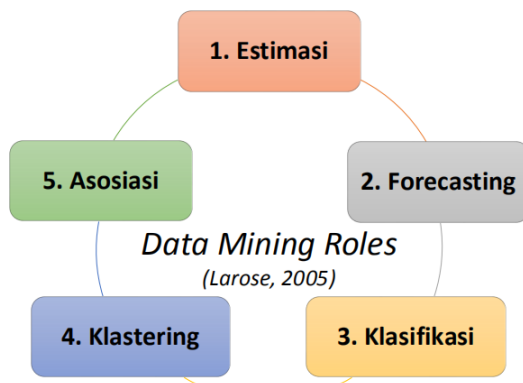 1. Estimasi
2. Forecasting
3. Klasifikasi
4. Klastering
5. Asosiasi
Data Mining Roles
(Larose, 2005)